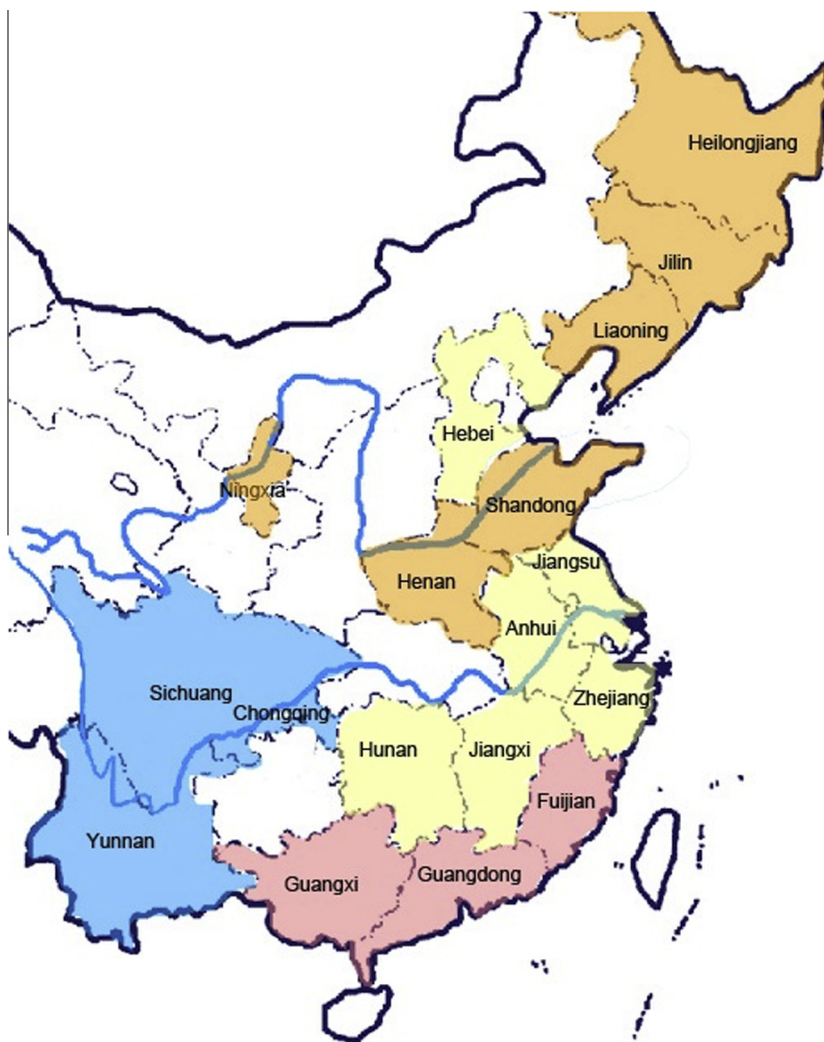 Heilongjiang
Jilin
Liaoning
Hebei
Ningxia
Shandong
Jiangsu
Henan
Anhui
Sichuang
Zhejiang
Chongqing
Hunan
Jiangxi
Fuijian
Yunnan
Guangdong
Guangxi